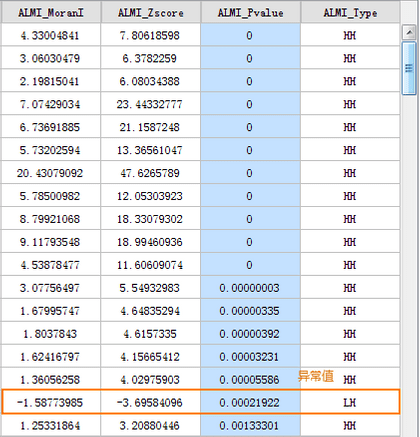 ALMI_MoranI ALMI_Zscore ALMI_Pvalue ALMI_Type
4.33004841 7.80618598 0 HH
3.06030479 6.3782259 0 HH
2.19815041 6.08034388 0 HH
7.07429034 23.44332777 0 HH
6.73691885 21.1587248 0 HH
5.73202594 13.36561047 0 HH
20.43079092 47.6265789 0 HH
5.78500982 12.05303923 0 HH
8.79921068 18.33079302 0 HH
9.11793548 18.99460936 0 HH
4.53878477 11.60609074 0 HH
3.07756497 5.54932983 0.00000003 HH
1.67995747 4.64835294 0.00000335 HH
1.8037843 4.6157335 0.00000392 HH
1.62416797 4.15665412 0.00003231 HH
1.36056258 4.02975903 0.00005586 异常值 HH
-1.58773985 -3.69584096 0.00021922 LH
1.25331864 3.20880446 0.00133301 HH